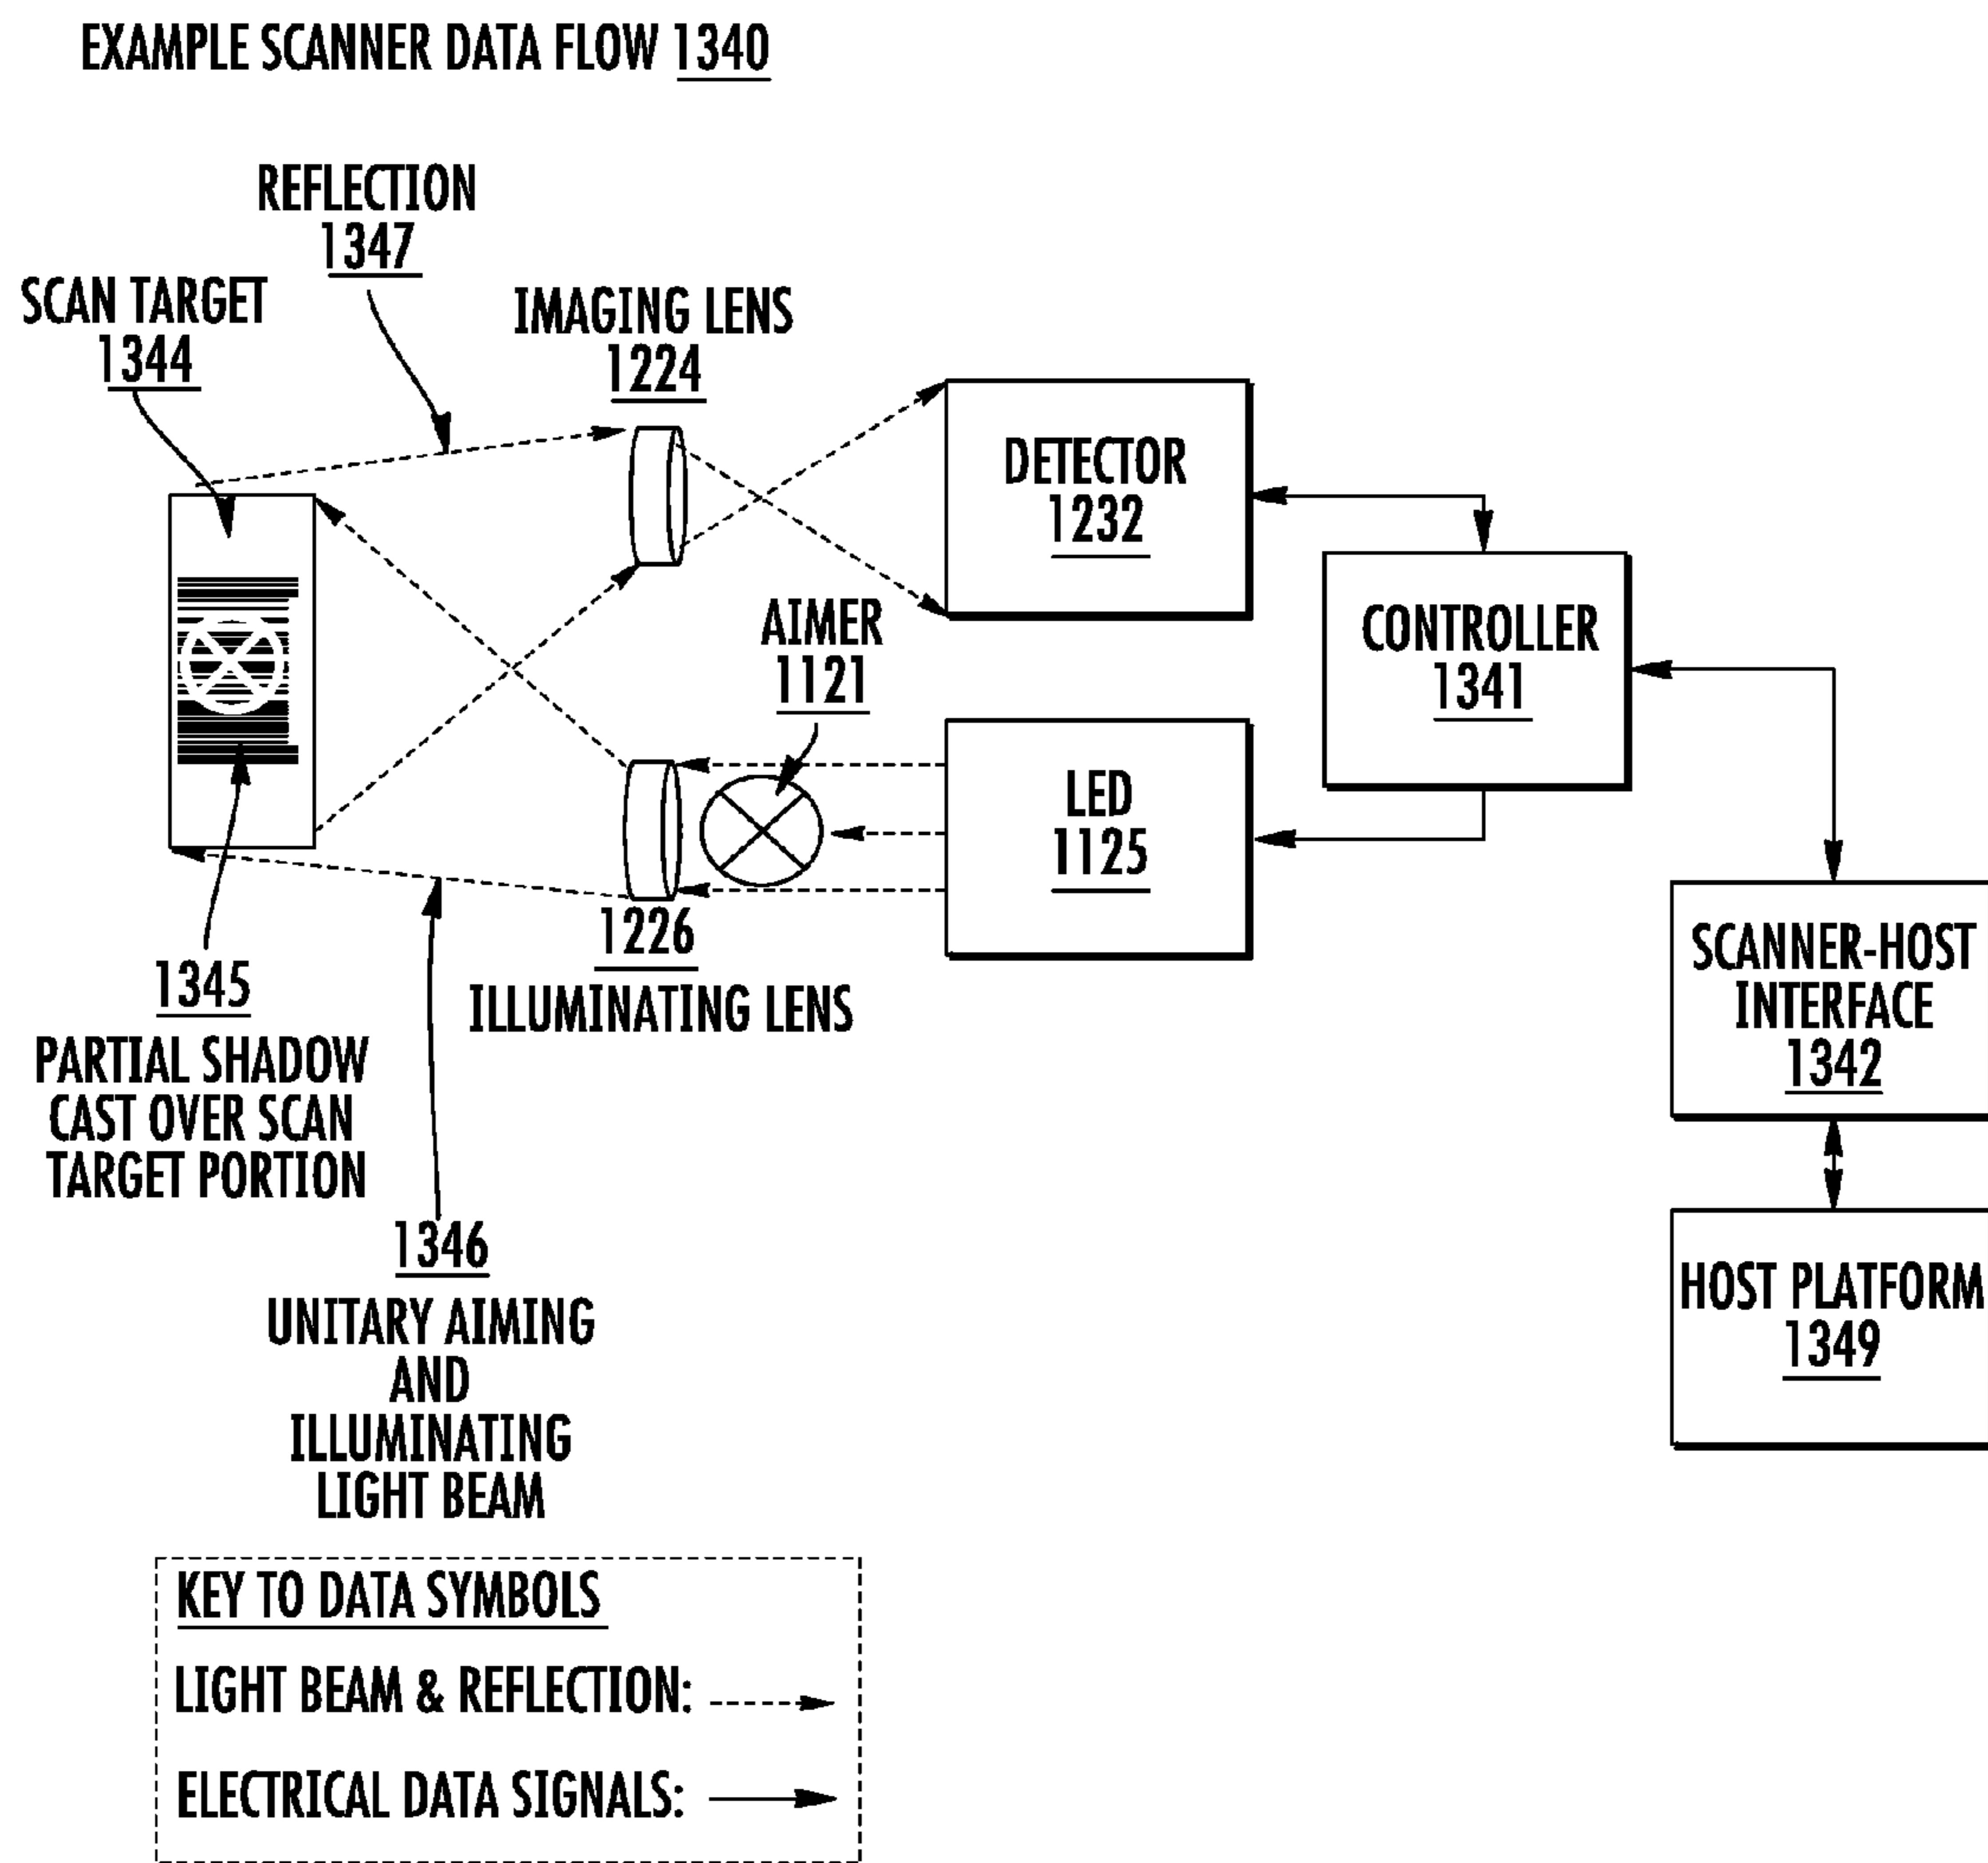 EXAMPLE SCANNER DATA FLOW 1340
REFLECTION
1347
SCAN TARGET
1344
IMAGING LENS
1224
DETECTOR
1232
AIMER
1121
CONTROLLER
1341
LED
1125
1226
ILLUMINATING LENS
SCANNER-HOST
INTERFACE
1342
1345
PARTIAL SHADOW
CAST OVER SCAN
TARGET PORTION
1346
UNITARY AIMING
AND
ILLUMINATING
LIGHT BEAM
HOST PLATFORM
1349
KEY TO DATA SYMBOLS
LIGHT BEAM & REFLECTION:
ELECTRICAL DATA SIGNALS: